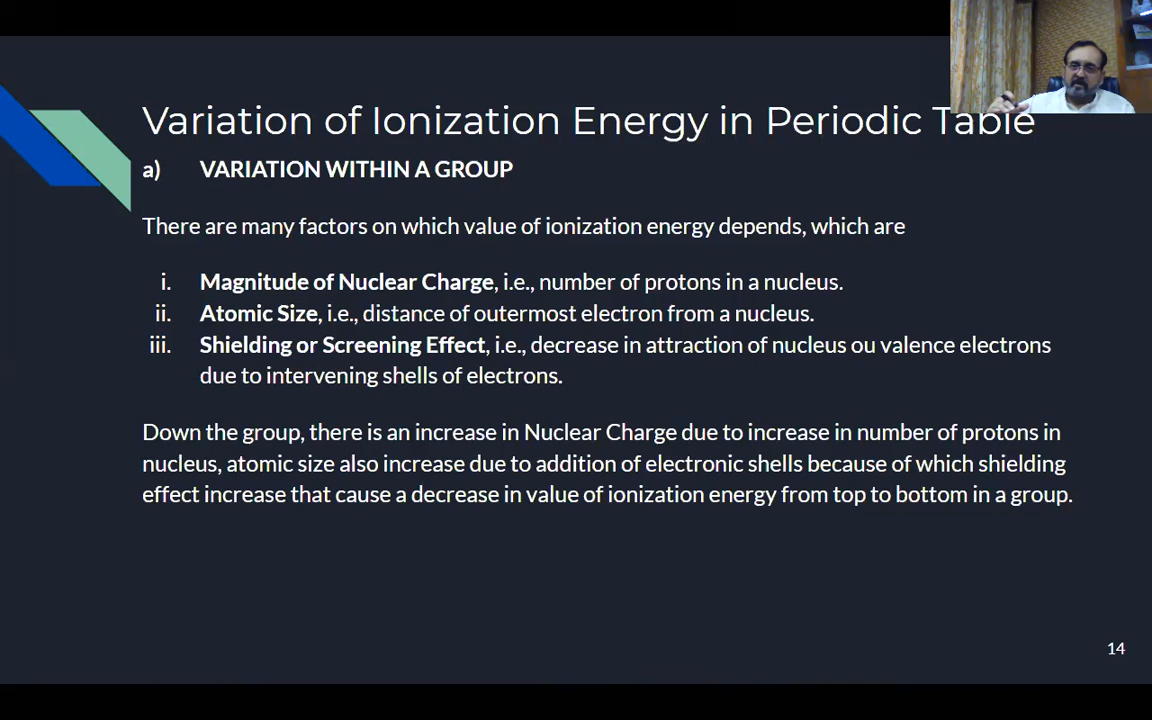 Variation of Ionization Energy in Periodic Table
a) VARIATION WITHIN A GROUP
There are many factors on which value of ionization energy depends, which are
i. Magnitude of Nuclear Charge, i.e., number of protons in a nucleus.
ii. Atomic Size, i.e., distance of outermost electron from a nucleus.
iii. Shielding or Screening Effect, i.e., decrease in attraction of nucleus ou valence electrons
due to intervening shells of electrons.
Down the group, there is an increase in Nuclear Charge due to increase in number of protons in
nucleus, atomic size also increase due to addition of electronic shells because of which shielding
effect increase that cause a decrease in value of ionization energy from top to bottom in a group.
14